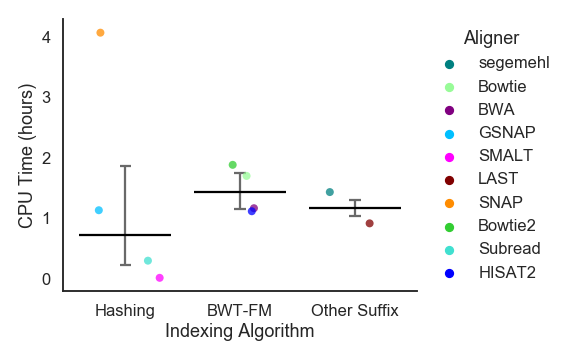 4
3
2
1
0
CPU Time (hours)
Hashing
BWT-FM
Other Suffix
Indexing Algorithm
Aligner
segemehl
Bowtie
BWA
GSNAP
SMALT
LAST
SNAP
Bowtie2
Subread
HISAT2